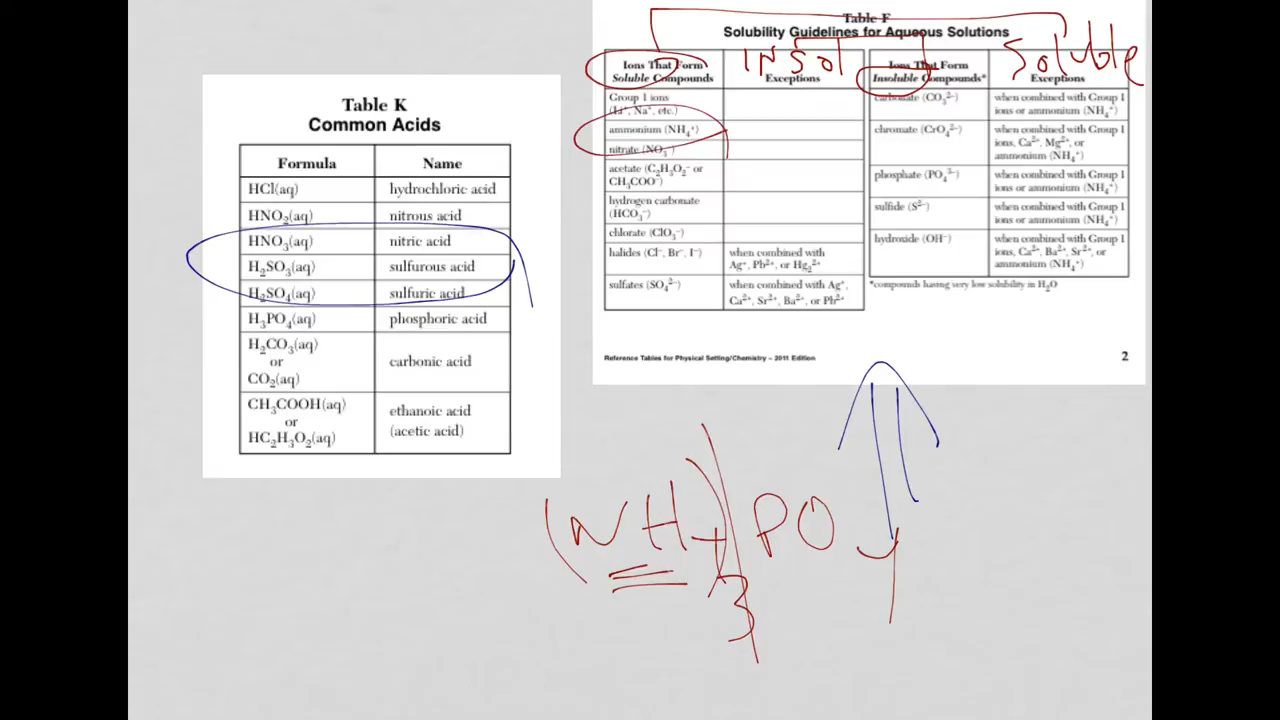 Table K
Common Acids
Formula Name
HCl(aq) hydrochloric acid
HNO₂(aq) nitrous acid
HNO₃(aq) nitric acid
H₂SO₃(aq) sulfurous acid
H₂SO₄(aq) sulfuric acid
H₃PO₄(aq) phosphoric acid
H₂CO₃(aq)
or
CO₂(aq)
carbonic acid
CH₃COOH(aq)
or
HC₂H₃O₂(aq)
ethanoic acid
(acetic acid)
Table F
Solubility Guidelines for Aqueous Solutions
Ions That Form
Soluble Compounds
INSol
Exceptions
Group 1 ions
(Li⁺, Na⁺, etc.)
ammonium (NH₄⁺)
nitrate (NO₃⁻)
acetate (C₂H₃O₂⁻ or
CH₃COO⁻)
hydrogen carbonate
(HCO₃⁻)
chlorate (ClO₃⁻)
halides (Cl⁻, Br⁻, I⁻) when combined with
Ag⁺, Pb²⁺, or Hg₂²⁺
sulfates (SO₄²⁻) when combined with Ag⁺,
Ca²⁺, Sr²⁺, Ba²⁺, or Pb²⁺
Ions That Form
Insoluble Compounds*
Soluble
Exceptions
carbonate (CO₃²⁻) when combined with Group 1
ions or ammonium (NH₄⁺)
chromate (CrO₄²⁻) when combined with Group 1
ions, Ca²⁺, Mg²⁺, or
ammonium (NH₄⁺)
phosphate (PO₄³⁻) when combined with Group 1
ions or ammonium (NH₄⁺)
sulfide (S²⁻) when combined with Group 1
ions or ammonium (NH₄⁺)
hydroxide (OH⁻) when combined with Group 1
ions, Ca²⁺, Ba²⁺, Sr²⁺, or
ammonium (NH₄⁺)
*compounds having very low solubility in H₂O
Reference Tables for Physical Setting/Chemistry – 2011 Edition 2
(NH₄)₃PO₄